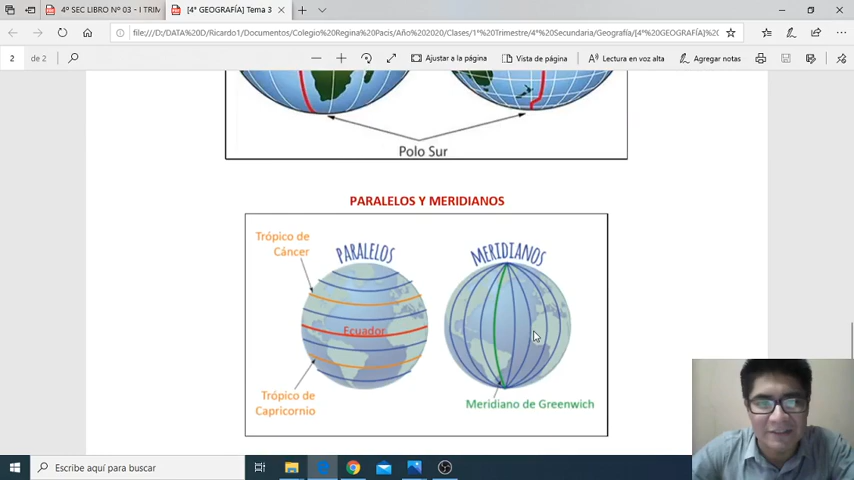 4º SEC LIBRO Nº 03 - I TRIM
[4° GEOGRAFÍA] Tema 3
file:///D:/DATA%20D/Ricardo1/Documentos/Colegio%20Regina%20Pacis/Año%202020/Clases/1°%20Trimestre/4°%20Secundaria/Geografía/[4°%20GEOGRAFÍA]%2
2 de 2
Ajustar a la página
Vista de página
Lectura en voz alta
Agregar notas
Polo Sur
PARALELOS Y MERIDIANOS
Trópico de
Cáncer
PARALELOS
MERIDIANOS
Ecuador
Trópico de
Capricornio
Meridiano de Greenwich
Escribe aquí para buscar